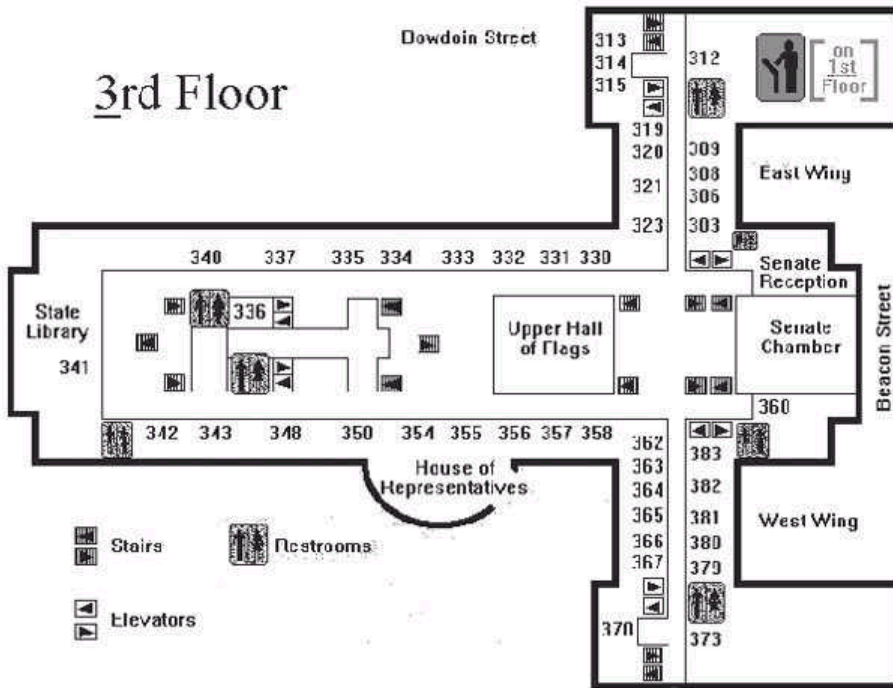 Dowdoin Street
3rd Floor
313
314
315
312
on
1st
Floor
319
320
321
323
309
308
306
303
East Wing
340
337
335
334
333
332
331
330
Senate
Reception
State
Library
341
336
Upper Hall
of Flags
Senate
Chamber
Beacon Street
360
342
343
348
350
354
355
356
357
358
House of
Representatives
362
363
364
365
366
367
383
382
381
380
379
West Wing
Stairs
Restrooms
Elevators
370
373